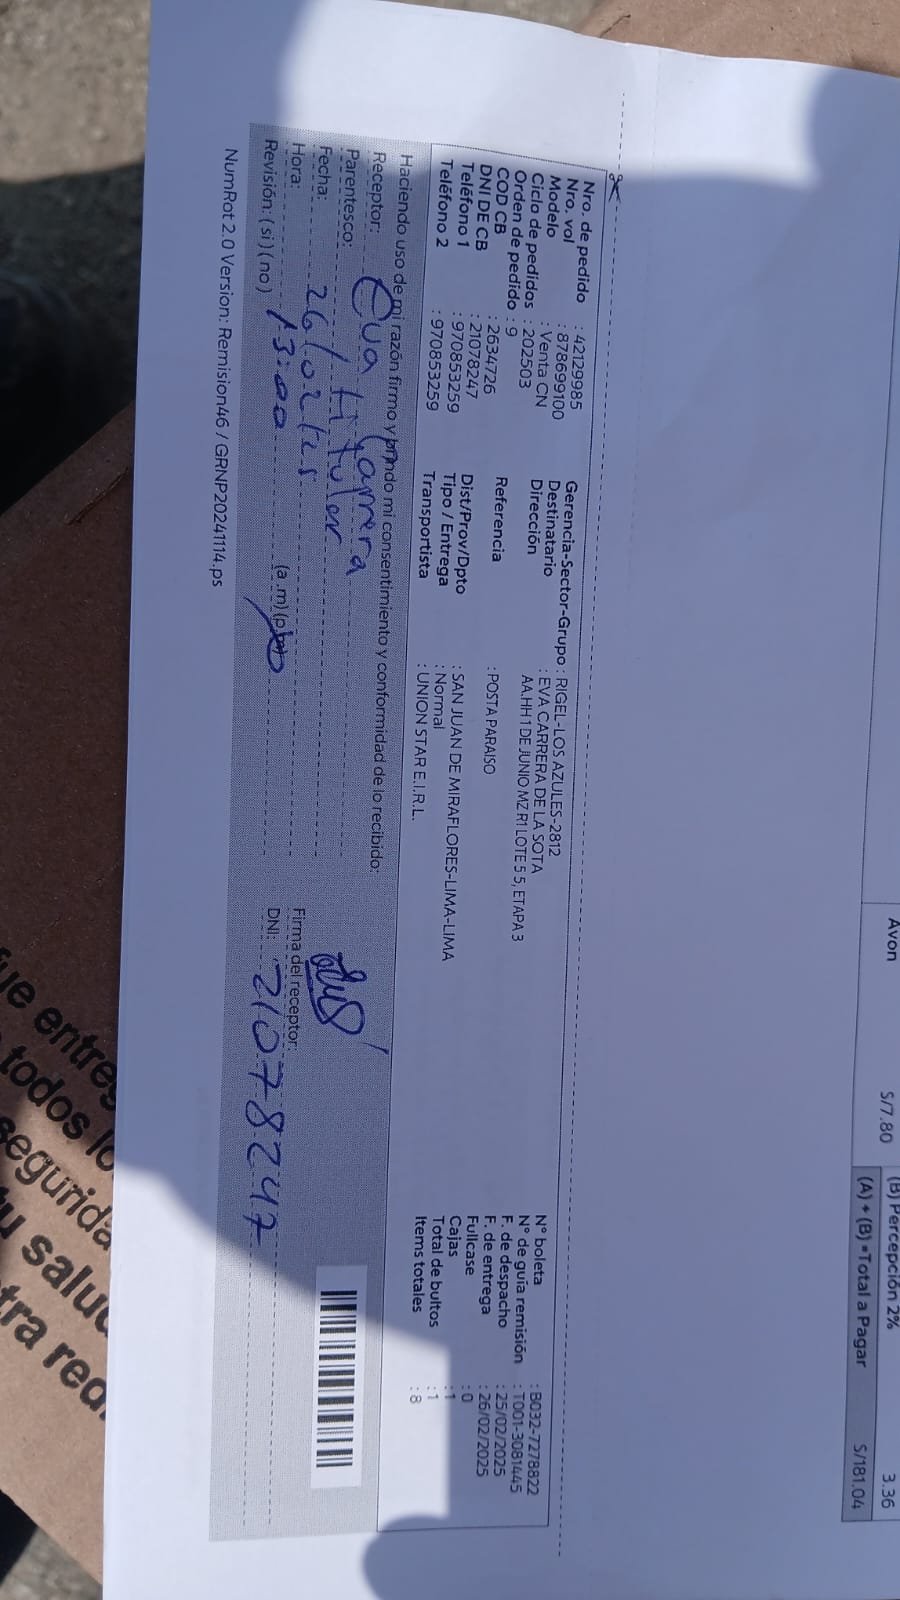 Avon S/7.80
(B) Percepción 2% 3.36
(A) + (B) =Total a Pagar S/181.04
Nro. de pedido : 42129985
Nro. vol : 878699100
Modelo : Venta CN
Ciclo de pedidos : 202503
Orden de pedido : 9
COD CB : 2634726
DNI DE CB : 21078247
Teléfono 1 : 970853259
Teléfono 2 : 970853259
Gerencia-Sector-Grupo : RIGEL-LOS AZULES-2812
Destinatario : EVA CARRERA DE LA SOTA
Dirección AA.HH 1 DE JUNIO MZ R1 LOTE 5 5, ETAPA 3
Referencia : POSTA PARAISO
Dist/Prov/Dpto : SAN JUAN DE MIRAFLORES-LIMA-LIMA
Tipo / Entrega : Normal
Transportista : UNION STAR E.I.R.L.
N° boleta : B032-7278822
N° de guía remisión : T001-3081445
F. de despacho : 25/02/2025
F. de entrega : 26/02/2025
Fullcase : 0
Cajas : 1
Total de bultos : 1
Items totales : 8
Haciendo uso de mi razón firmo y brindo mi consentimiento y conformidad de lo recibido:
Receptor: Eva Carrera
Parentesco: titular
Fecha: 26/02/25
Hora: 13:00 (a.m) (p.m)
Revisión: (si) (no)
Firma del receptor:
DNI: 21078247
NumRot 2.0 Version: Remision46 / GRNP20241114.ps
ue entreg
todos lo
segurida
u salud
tra red